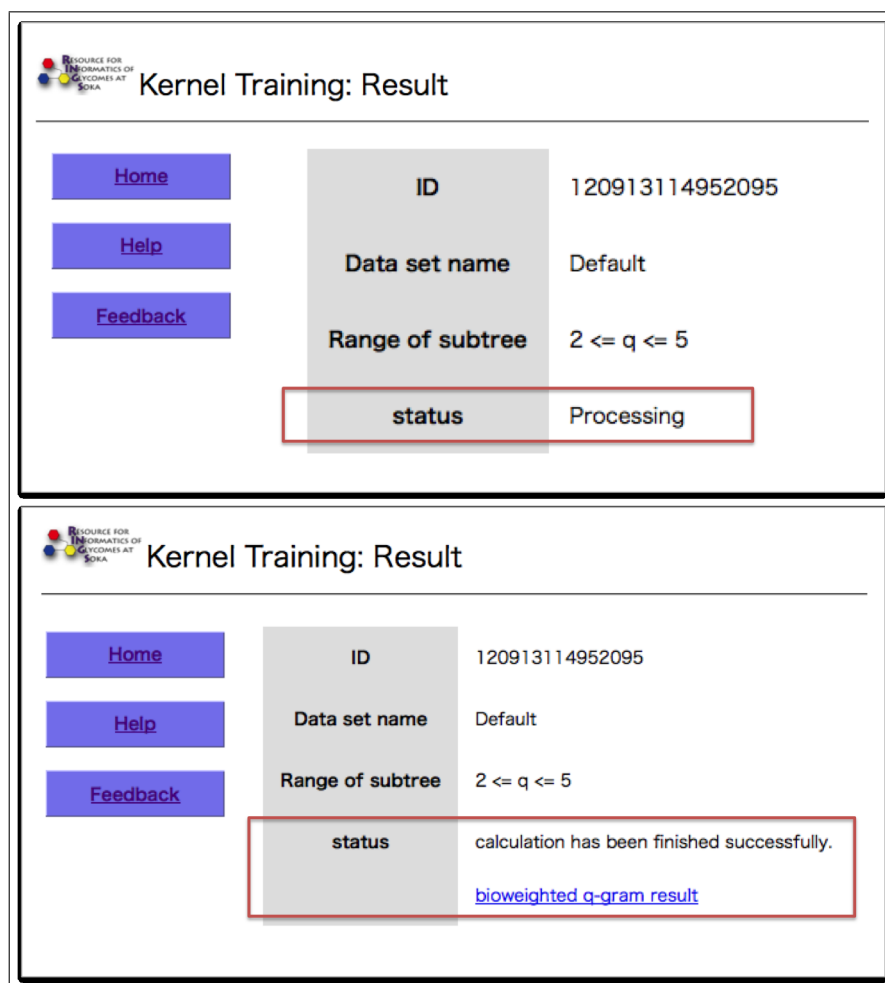 RESOURCE FOR
INFORMATICS OF
GLYCOMES AT
SOKA
Kernel Training: Result
Home
Help
Feedback
ID 120913114952095
Data set name Default
Range of subtree 2 <= q <= 5
status Processing
RESOURCE FOR
INFORMATICS OF
GLYCOMES AT
SOKA
Kernel Training: Result
Home
Help
Feedback
ID 120913114952095
Data set name Default
Range of subtree 2 <= q <= 5
status calculation has been finished successfully.
bioweighted q-gram result